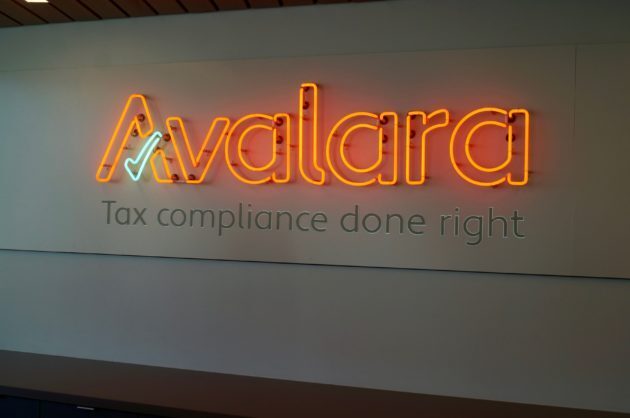 Avalara
Tax compliance done right